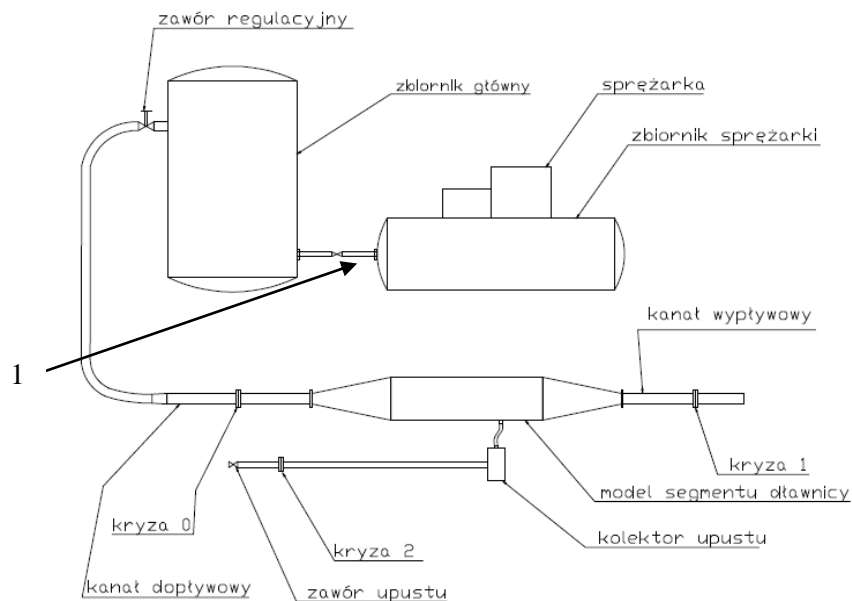 zawór regulacyjny
zbiornik główny
sprężarka
zbiornik sprężarki
kanał wypływowy
1
kryza 1
model segmentu dławnicy
kolektor upustu
kryza 0
kryza 2
kanał dopływowy
zawór upustu